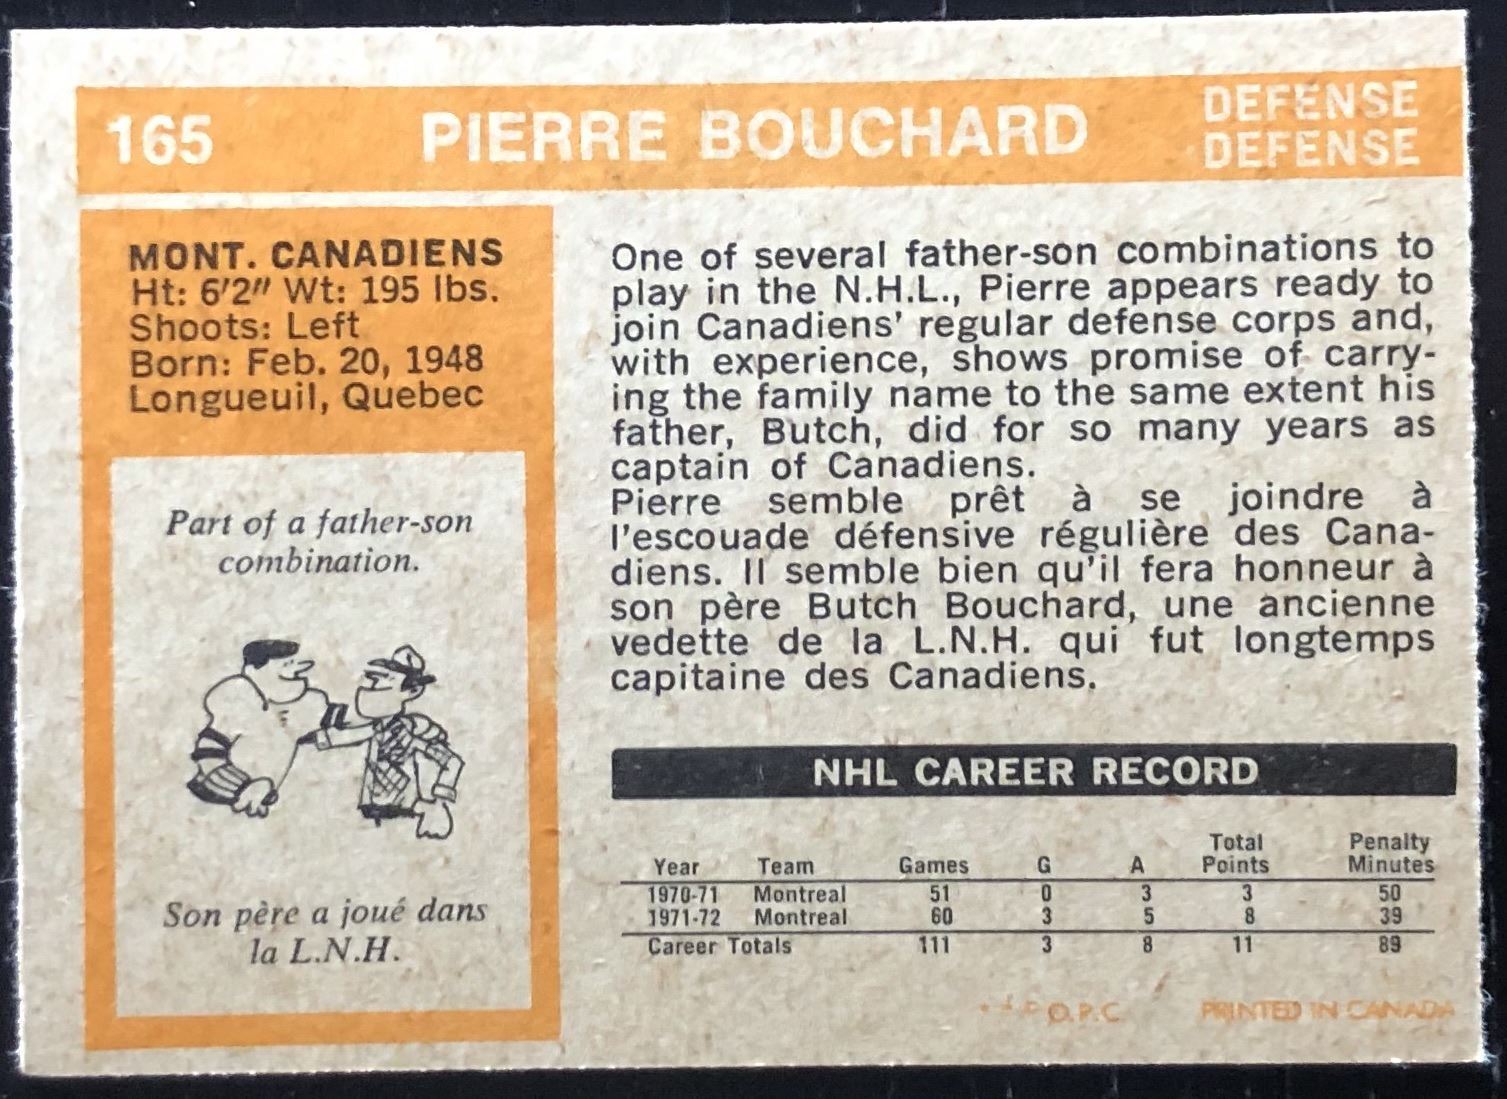 165
PIERRE BOUCHARD
DEFENSE
DEFENSE
MONT. CANADIENS
Ht: 6'2" Wt: 195 lbs.
Shoots: Left
Born: Feb. 20, 1948
Longueuil, Quebec
Part of a father-son
combination.
Son père a joué dans
la L.N.H.
One of several father-son combinations to
play in the N.H.L., Pierre appears ready to
join Canadiens' regular defense corps and,
with experience, shows promise of carry-
ing the family name to the same extent his
father, Butch, did for so many years as
captain of Canadiens.
Pierre semble prêt à se joindre à
l'escouade défensive régulière des Cana-
diens. Il semble bien qu'il fera honneur à
son père Butch Bouchard, une ancienne
vedette de la L.N.H. qui fut longtemps
capitaine des Canadiens.
NHL CAREER RECORD
Year Team Games G A Total Points Penalty Minutes
1970-71 Montreal 51 0 3 3 50
1971-72 Montreal 60 3 5 8 39
Career Totals 111 3 8 11 89
O.P.C. PRINTED IN CANADA